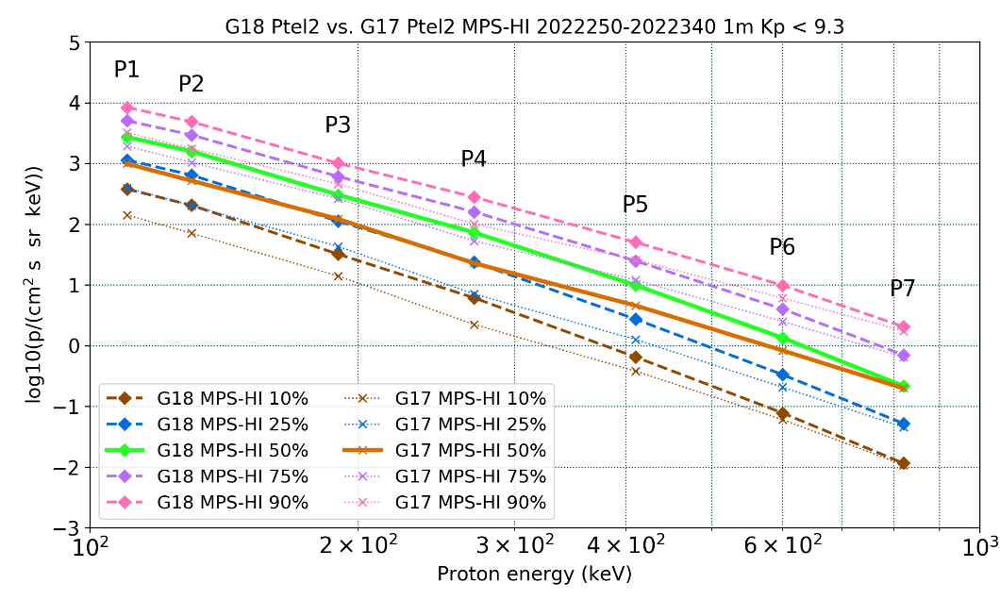 G18 Ptel2 vs. G17 Ptel2 MPS-HI 2022250-2022340 1m Kp < 9.3
log10(p/(cm² s sr keV))
5
4
3
2
1
0
−1
−2
−3
P1
P2
P3
P4
P5
P6
P7
G18 MPS-HI 10%
G18 MPS-HI 25%
G18 MPS-HI 50%
G18 MPS-HI 75%
G18 MPS-HI 90%
G17 MPS-HI 10%
G17 MPS-HI 25%
G17 MPS-HI 50%
G17 MPS-HI 75%
G17 MPS-HI 90%
10² 2 × 10² 3 × 10² 4 × 10² 6 × 10² 10³
Proton energy (keV)